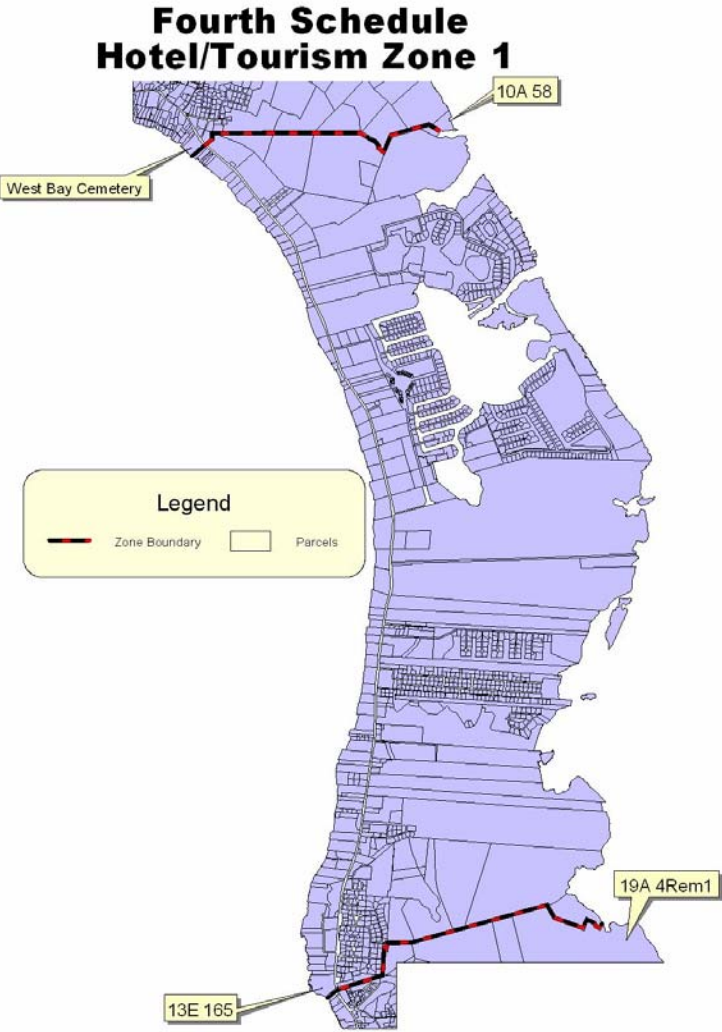 Fourth Schedule
Hotel/Tourism Zone 1
10A 58
West Bay Cemetery
Legend
Zone Boundary
Parcels
19A 4Rem1
13E 165